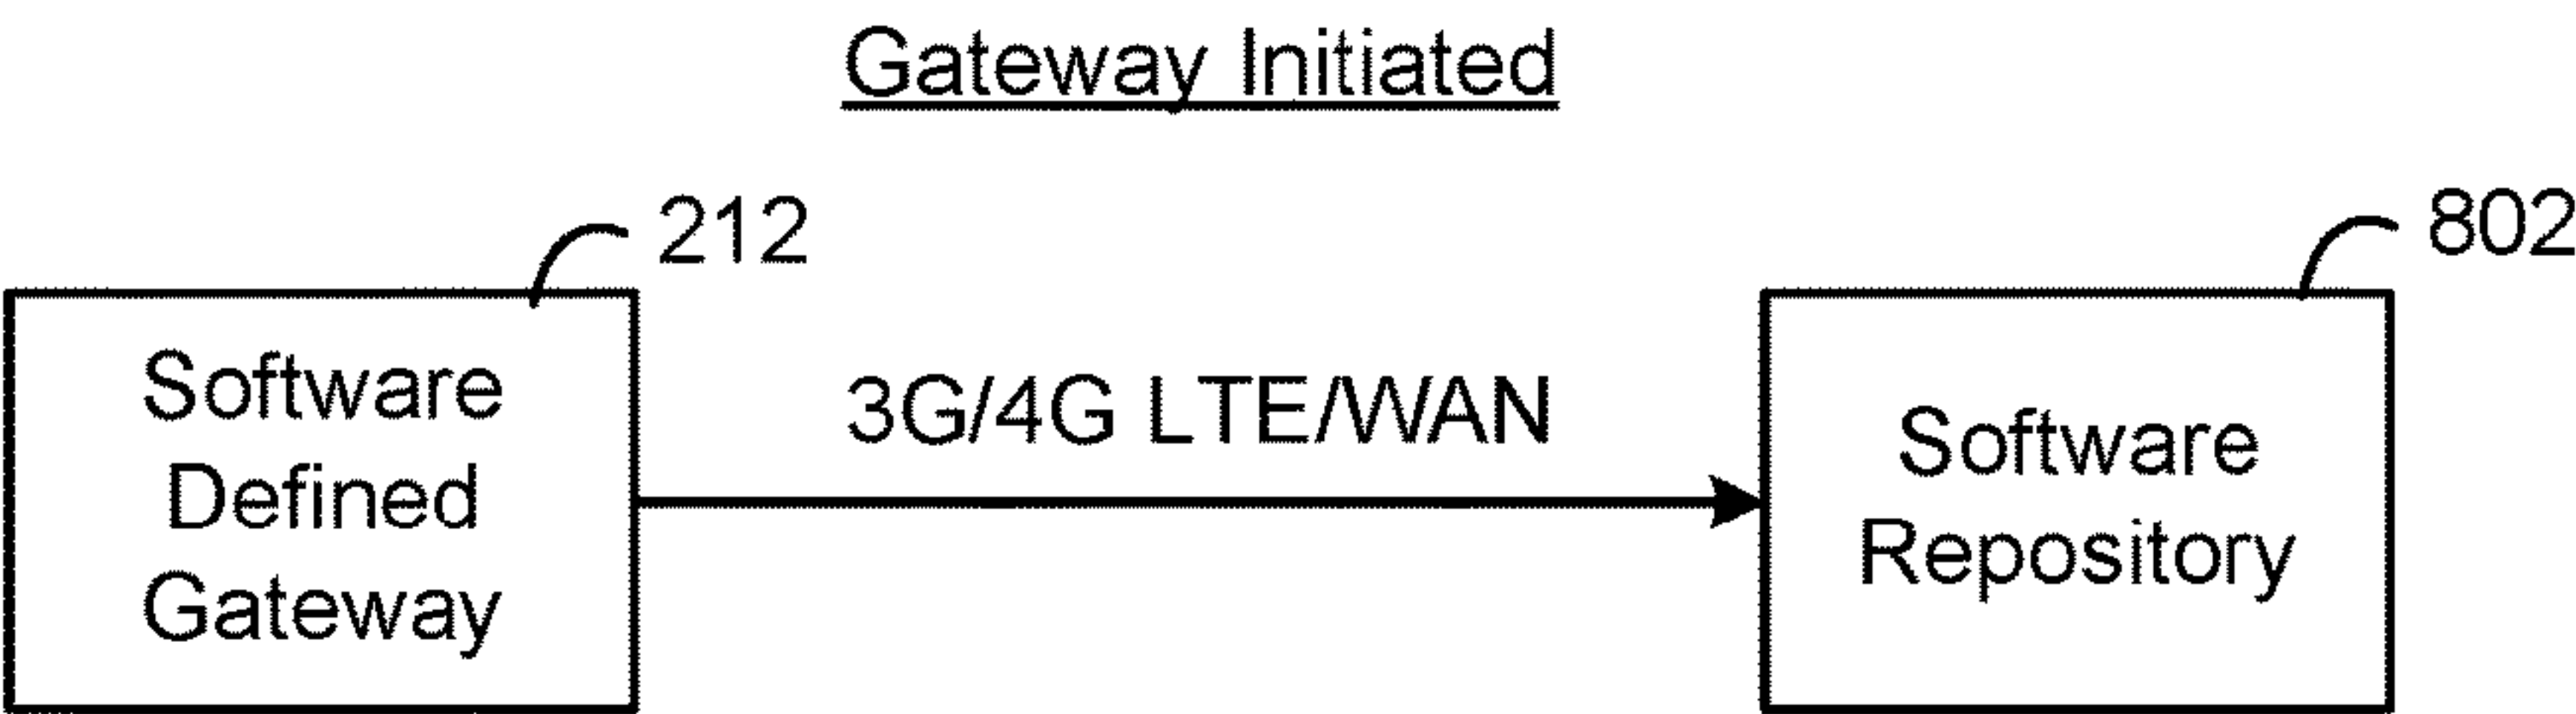 Gateway Initiated
212
802
Software
Defined
Gateway
3G/4G LTE/WAN
Software
Repository